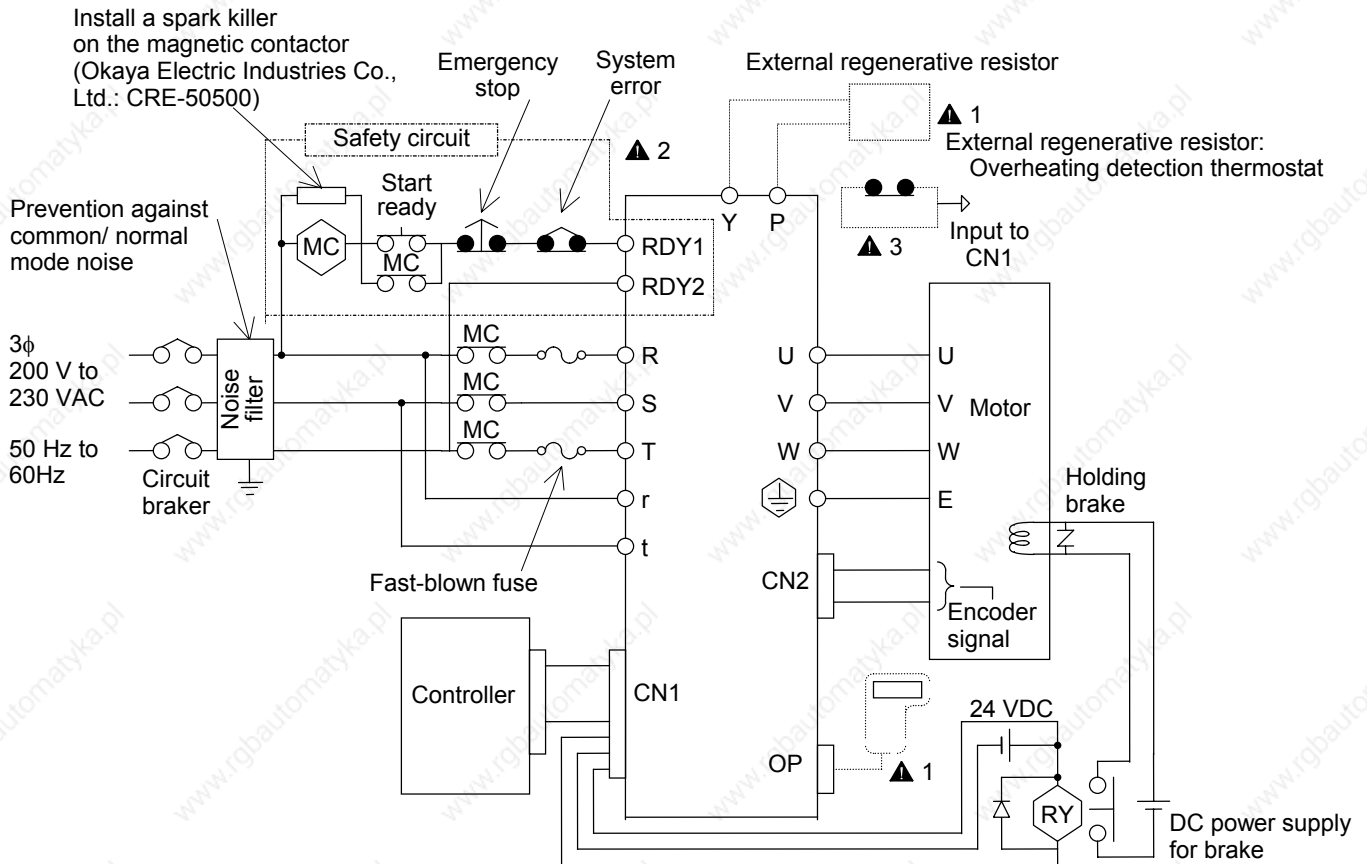 Install a spark killer
on the magnetic contactor
(Okaya Electric Industries Co.,
Ltd.: CRE-50500)
Emergency
stop
System
error
External regenerative resistor
1
External regenerative resistor:
Overheating detection thermostat
Safety circuit
2
Start
ready
Prevention against
common/ normal
mode noise
MC
MC
RDY1
RDY2
Y
P
3
Input to
CN1
3ϕ
200 V to
230 VAC
50 Hz to
60Hz
Circuit
braker
Noise
filter
MC
MC
MC
R
S
T
r
t
U
V
W
U
V
W
E
Motor
Holding
brake
Fast-blown fuse
CN2
Encoder
signal
Controller
CN1
OP
1
24 VDC
RY
DC power supply
for brake
www.rgbautomatyka.pl